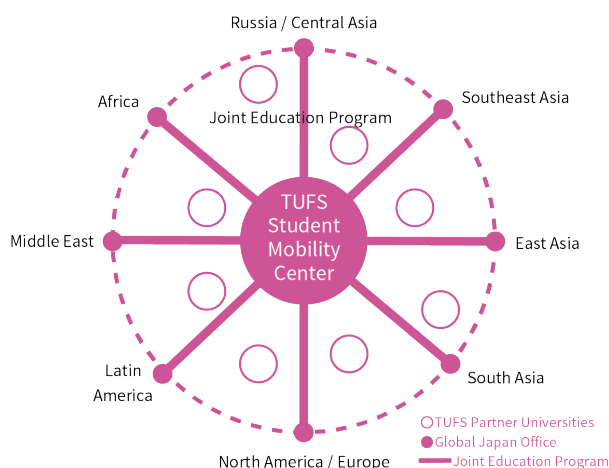 Russia / Central Asia
Africa
Southeast Asia
Joint Education Program
TUFS
Student
Mobility
Center
Middle East
East Asia
Latin
America
South Asia
North America / Europe
TUFS Partner Universities
Global Japan Office
Joint Education Program